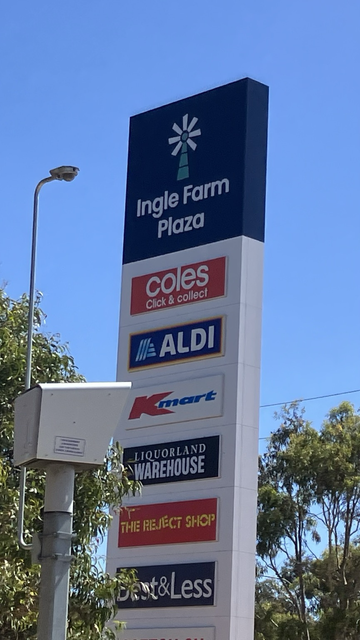 Ingle Farm
Plaza
coles
Click & collect
ALDI
Kmart
LIQUORLAND
WAREHOUSE
THE REJECT SHOP
Best&Less